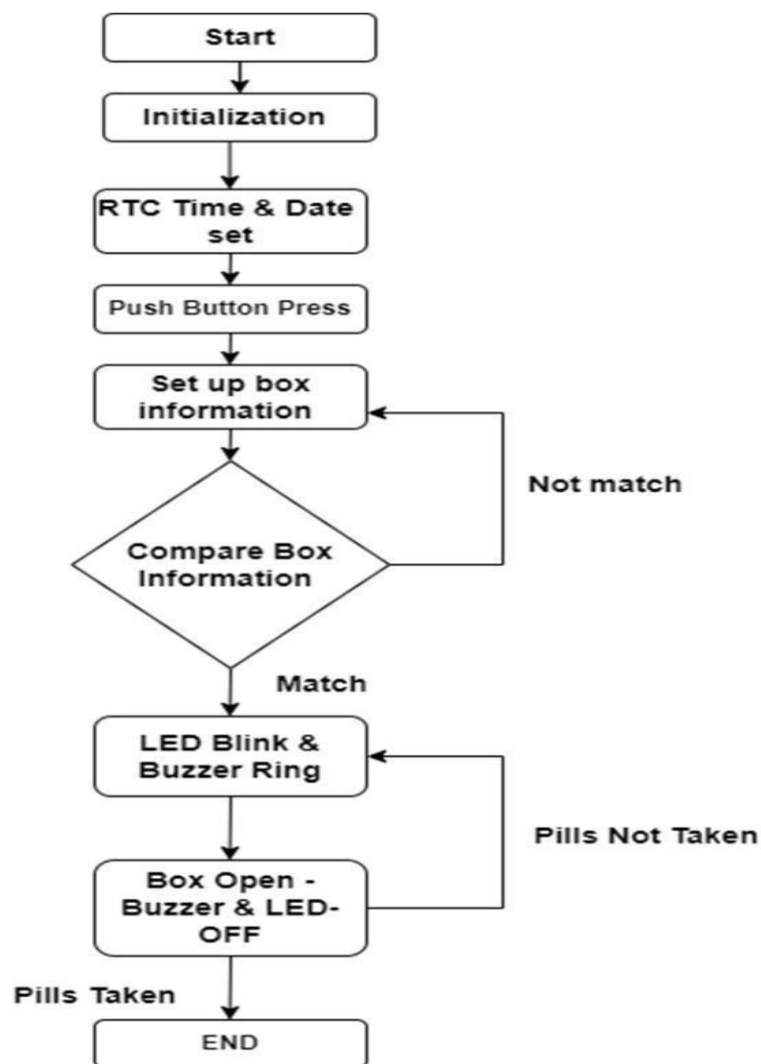 Start
Initialization
RTC Time & Date
set
Push Button Press
Set up box
information
Not match
Compare Box
Information
Match
LED Blink &
Buzzer Ring
Pills Not Taken
Box Open -
Buzzer & LED-
OFF
Pills Taken
END